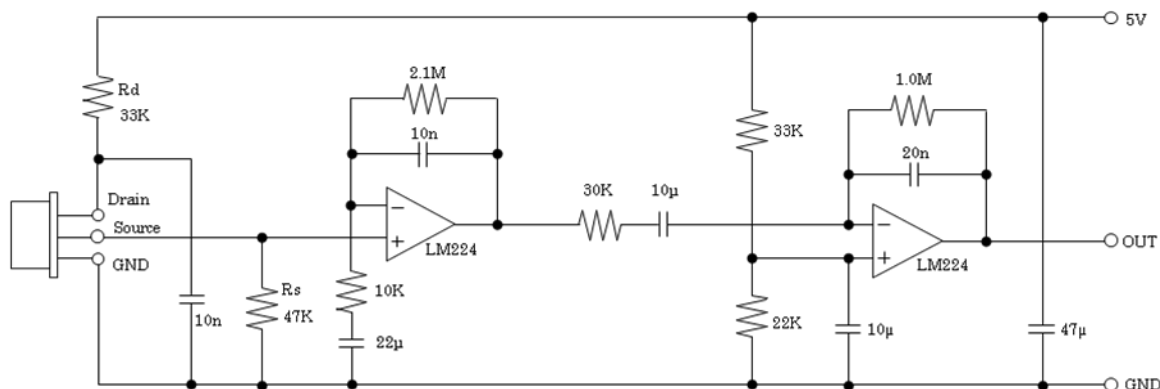 5V
2.1M
1.0M
Rd
33K
10n
33K
20n
Drain
30K
10μ
Source
−
+
LM224
−
+
LM224
OUT
GND
Rs
47K
10n
10K
22μ
22K
10μ
47μ
GND